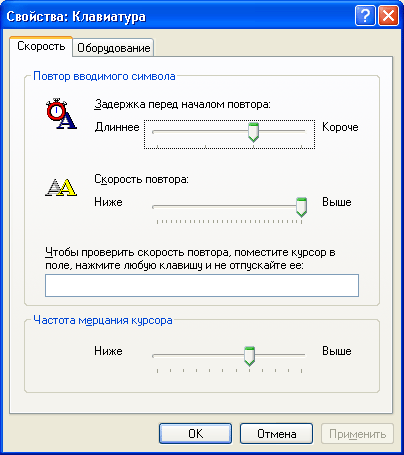 Свойства: Клавиатура
Скорость Оборудование
Повтор вводимого символа
Задержка перед началом повтора:
Длиннее Короче
Скорость повтора:
Ниже Выше
Чтобы проверить скорость повтора, поместите курсор в
поле, нажмите любую клавишу и не отпускайте ее:
Частота мерцания курсора
Ниже Выше
OK Отмена Применить